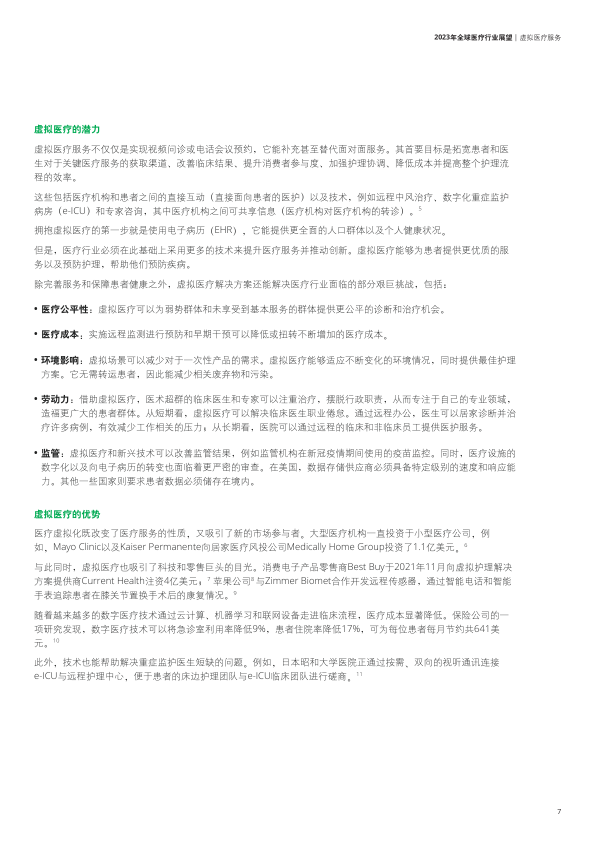 2023年全球医疗行业展望 | 虚拟医疗服务
虚拟医疗的潜力
虚拟医疗服务不仅仅是实现视频问诊或电话会议预约，它能补充甚至替代面对面服务。其首要目标是拓宽患者和医
生对于关键医疗服务的获取渠道、改善临床结果、提升消费者参与度、加强护理协调、降低成本并提高整个护理流
程的效率。
这些包括医疗机构和患者之间的直接互动（直接面向患者的医护）以及技术，例如远程中风治疗、数字化重症监护
病房（e-ICU）和专家咨询，其中医疗机构之间可共享信息（医疗机构对医疗机构的转诊）。5
拥抱虚拟医疗的第一步就是使用电子病历（EHR），它能提供更全面的人口群体以及个人健康状况。
但是，医疗行业必须在此基础上采用更多的技术来提升医疗服务并推动创新。虚拟医疗能够为患者提供更优质的服
务以及预防护理，帮助他们预防疾病。
除完善服务和保障患者健康之外，虚拟医疗解决方案还能解决医疗行业面临的部分艰巨挑战，包括：
• 医疗公平性：虚拟医疗可以为弱势群体和未享受到基本服务的群体提供更公平的诊断和治疗机会。
• 医疗成本：实施远程监测进行预防和早期干预可以降低或扭转不断增加的医疗成本。
• 环境影响：虚拟场景可以减少对于一次性产品的需求。虚拟医疗能够适应不断变化的环境情况，同时提供最佳护理
方案。它无需转运患者，因此能减少相关废弃物和污染。
• 劳动力：借助虚拟医疗，医术超群的临床医生和专家可以注重治疗，摆脱行政职责，从而专注于自己的专业领域，
造福更广大的患者群体。从短期看，虚拟医疗可以解决临床医生职业倦怠。通过远程办公，医生可以居家诊断并治
疗许多病例，有效减少工作相关的压力；从长期看，医院可以通过远程的临床和非临床员工提供医护服务。
• 监管：虚拟医疗和新兴技术可以改善监管结果，例如监管机构在新冠疫情期间使用的疫苗监控。同时，医疗设施的
数字化以及向电子病历的转变也面临着更严密的审查。在美国，数据存储供应商必须具备特定级别的速度和响应能
力。其他一些国家则要求患者数据必须储存在境内。
虚拟医疗的优势
医疗虚拟化既改变了医疗服务的性质，又吸引了新的市场参与者。大型医疗机构一直投资于小型医疗公司，例
如，Mayo Clinic以及Kaiser Permanente向居家医疗风投公司Medically Home Group投资了1.1亿美元。6
与此同时，虚拟医疗也吸引了科技和零售巨头的目光。消费电子产品零售商Best Buy于2021年11月向虚拟护理解决
方案提供商Current Health注资4亿美元；7 苹果公司8与Zimmer Biomet合作开发远程传感器，通过智能电话和智能
手表追踪患者在膝关节置换手术后的康复情况。9
随着越来越多的数字医疗技术通过云计算、机器学习和联网设备走进临床流程，医疗成本显著降低。保险公司的一
项研究发现，数字医疗技术可以将急诊室利用率降低9%，患者住院率降低17%，可为每位患者每月节约共641美
元。10
此外，技术也能帮助解决重症监护医生短缺的问题。例如，日本昭和大学医院正通过按需、双向的视听通讯连接
e-ICU与远程护理中心，便于患者的床边护理团队与e-ICU临床团队进行磋商。11
7